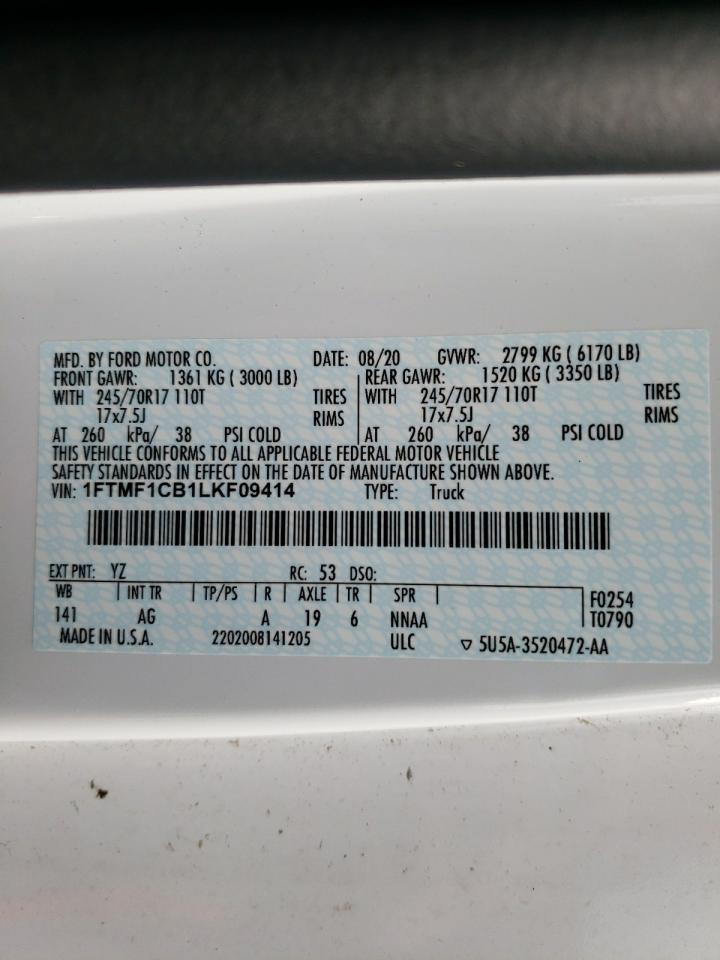 MFD. BY FORD MOTOR CO. DATE: 08/20 GVWR: 2799 KG ( 6170 LB)
FRONT GAWR: 1361 KG ( 3000 LB) REAR GAWR: 1520 KG ( 3350 LB)
WITH 245/70R17 110T TIRES WITH 245/70R17 110T TIRES
17x7.5J RIMS 17x7.5J RIMS
AT 260 kPa/ 38 PSI COLD AT 260 kPa/ 38 PSI COLD
THIS VEHICLE CONFORMS TO ALL APPLICABLE FEDERAL MOTOR VEHICLE
SAFETY STANDARDS IN EFFECT ON THE DATE OF MANUFACTURE SHOWN ABOVE.
VIN: 1FTMF1CB1LKF09414 TYPE: Truck
EXT PNT: YZ RC: 53 DSO:
WB INT TR TP/PS R AXLE TR SPR F0254
141 AG A 19 6 NNAA T0790
MADE IN U.S.A. 2202008141205 ULC ▽ 5U5A-3520472-AA